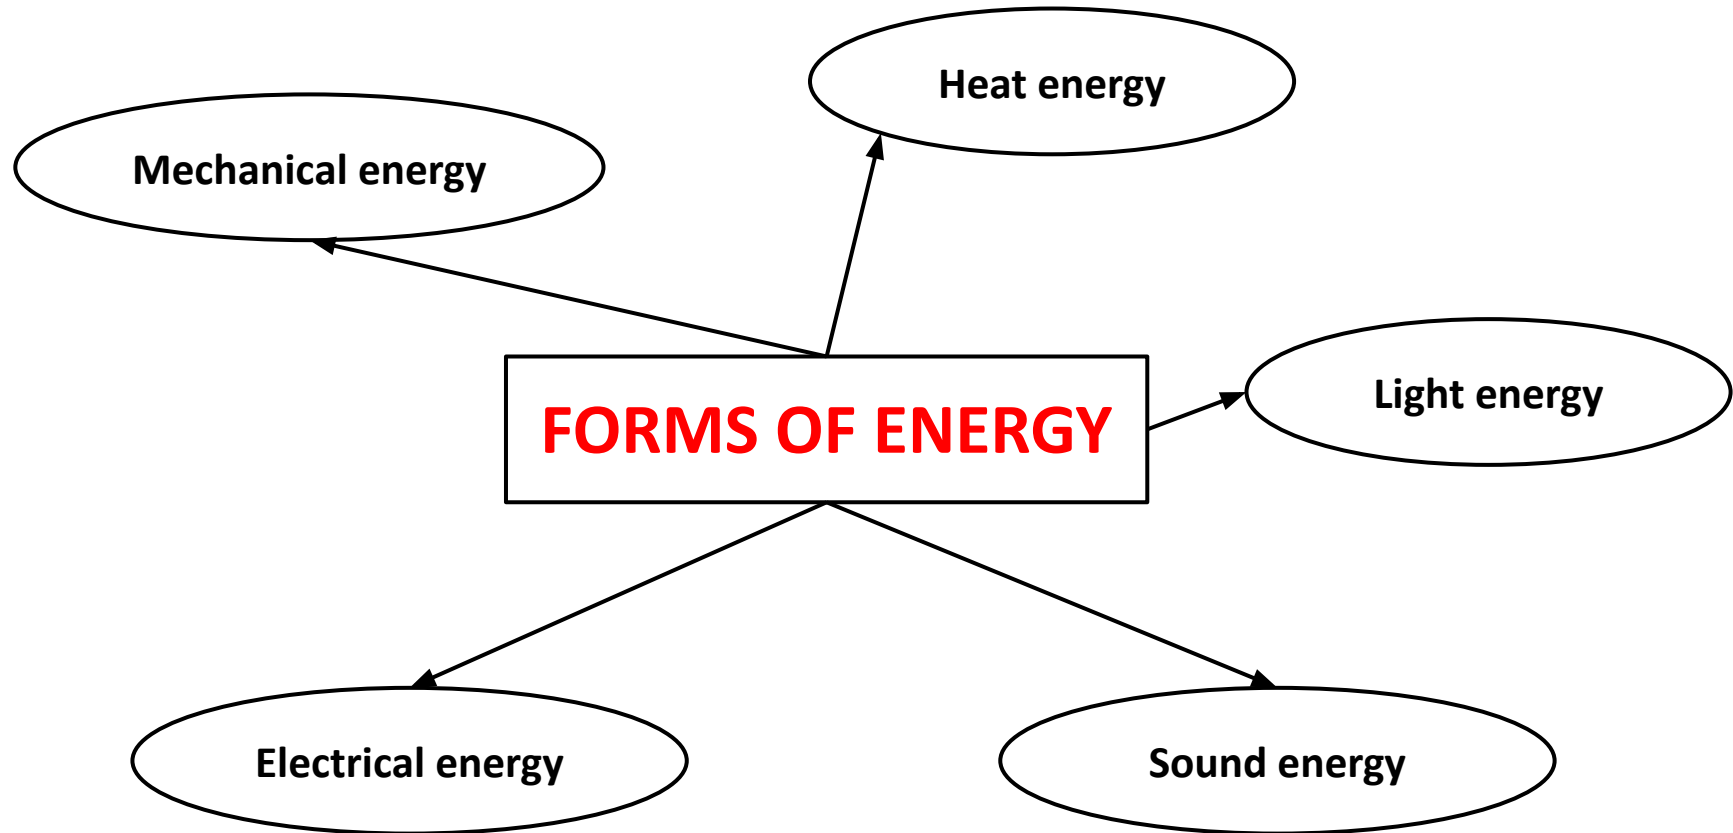 Heat energy
Mechanical energy
Light energy
FORMS OF ENERGY
Electrical energy
Sound energy